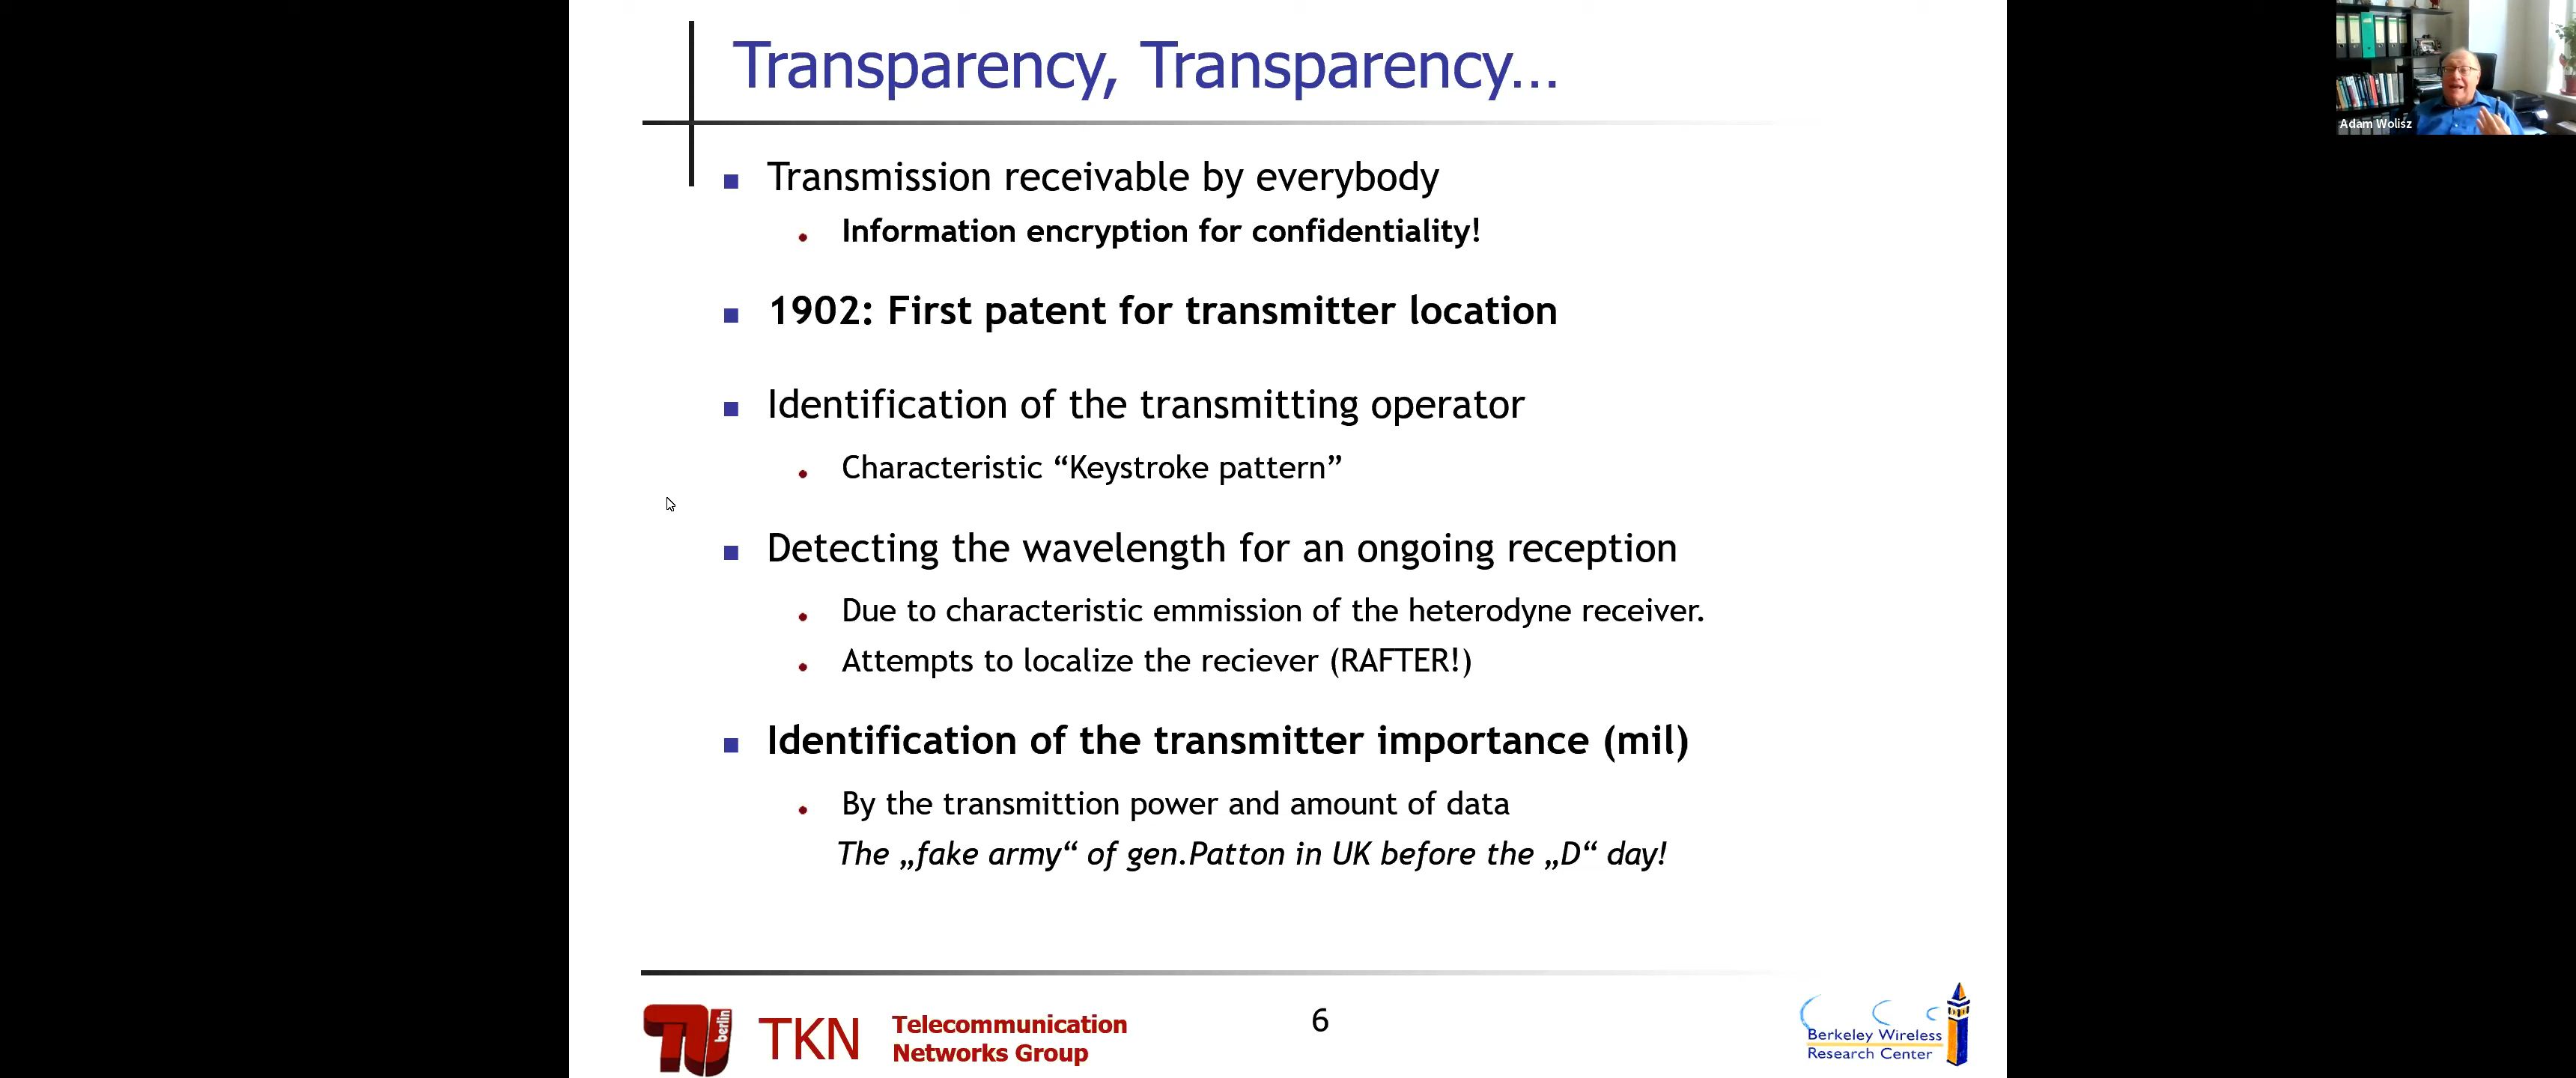 Transparency, Transparency...
Adam Wolisz
Transmission receivable by everybody
Information encryption for confidentiality!
1902: First patent for transmitter location
Identification of the transmitting operator
Characteristic “Keystroke pattern”
Detecting the wavelength for an ongoing reception
Due to characteristic emmission of the heterodyne receiver.
Attempts to localize the reciever (RAFTER!)
Identification of the transmitter importance (mil)
By the transmittion power and amount of data
The „fake army“ of gen.Patton in UK before the „D“ day!
TU berlin
TKN
Telecommunication
Networks Group
6
Berkeley Wireless
Research Center